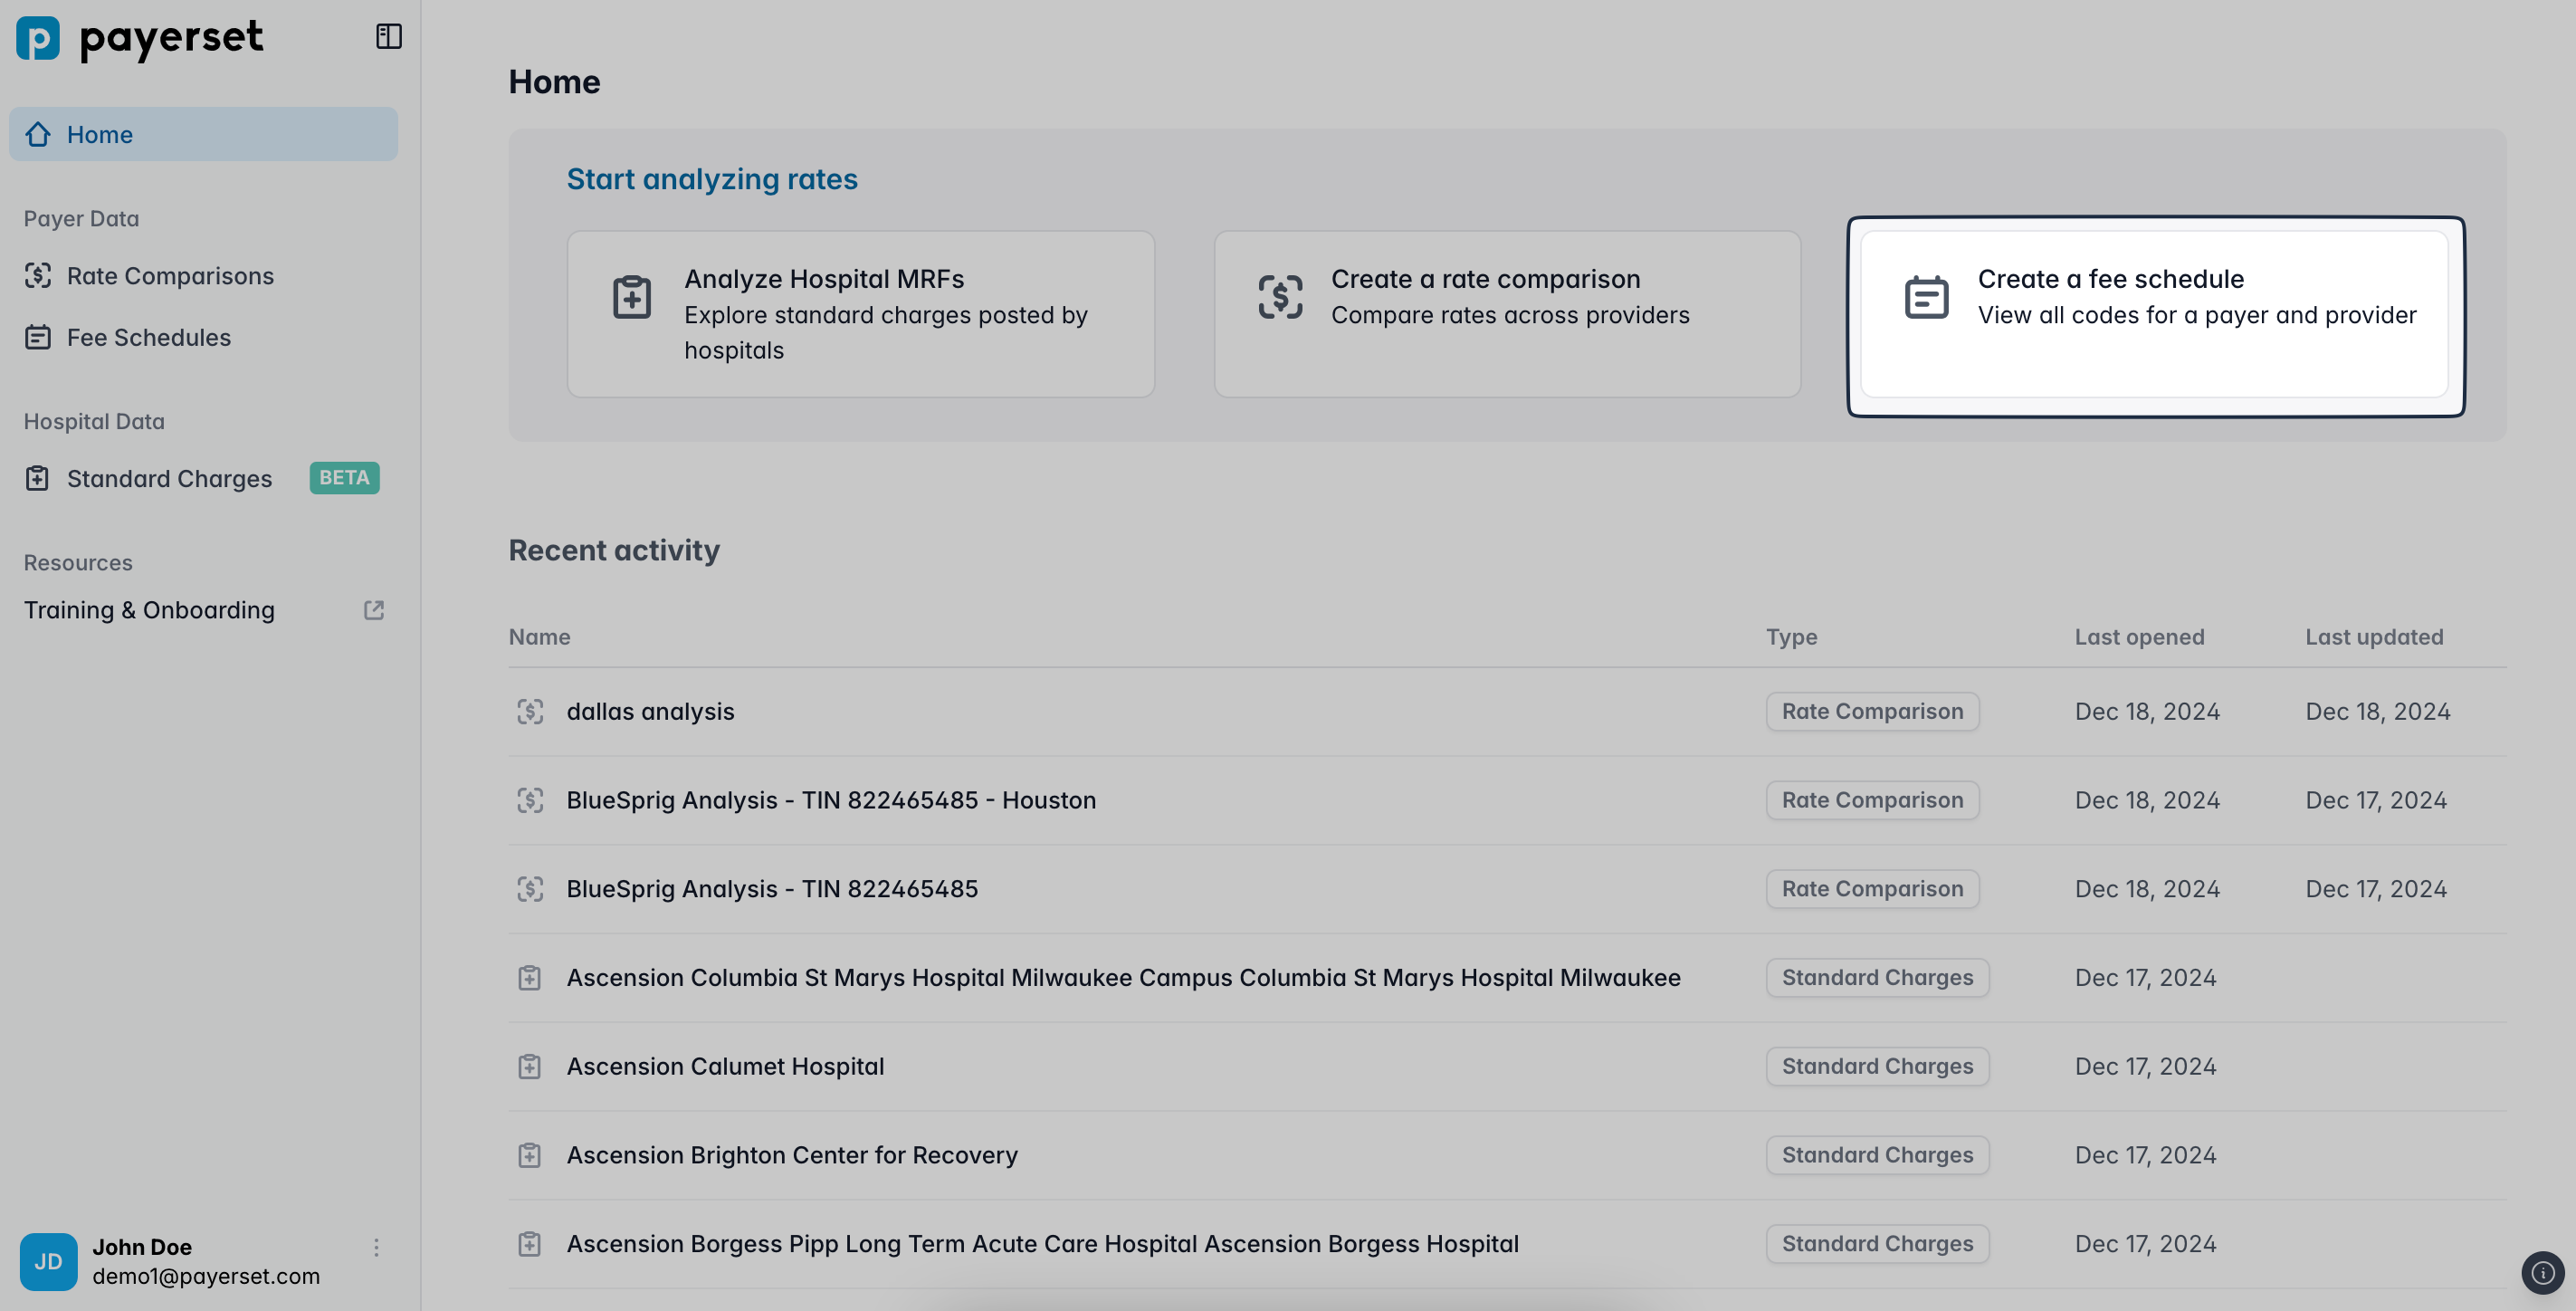 payerset
Home
Payer Data
Rate Comparisons
Fee Schedules
Hospital Data
Standard Charges BETA
Resources
Training & Onboarding
JD
John Doe
demo1@payerset.com
Home
Start analyzing rates
Analyze Hospital MRFs
Explore standard charges posted by
hospitals
Create a rate comparison
Compare rates across providers
Create a fee schedule
View all codes for a payer and provider
Recent activity
Name Type Last opened Last updated
dallas analysis Rate Comparison Dec 18, 2024 Dec 18, 2024
BlueSprig Analysis - TIN 822465485 - Houston Rate Comparison Dec 18, 2024 Dec 17, 2024
BlueSprig Analysis - TIN 822465485 Rate Comparison Dec 18, 2024 Dec 17, 2024
Ascension Columbia St Marys Hospital Milwaukee Campus Columbia St Marys Hospital Milwaukee Standard Charges Dec 17, 2024
Ascension Calumet Hospital Standard Charges Dec 17, 2024
Ascension Brighton Center for Recovery Standard Charges Dec 17, 2024
Ascension Borgess Pipp Long Term Acute Care Hospital Ascension Borgess Hospital Standard Charges Dec 17, 2024